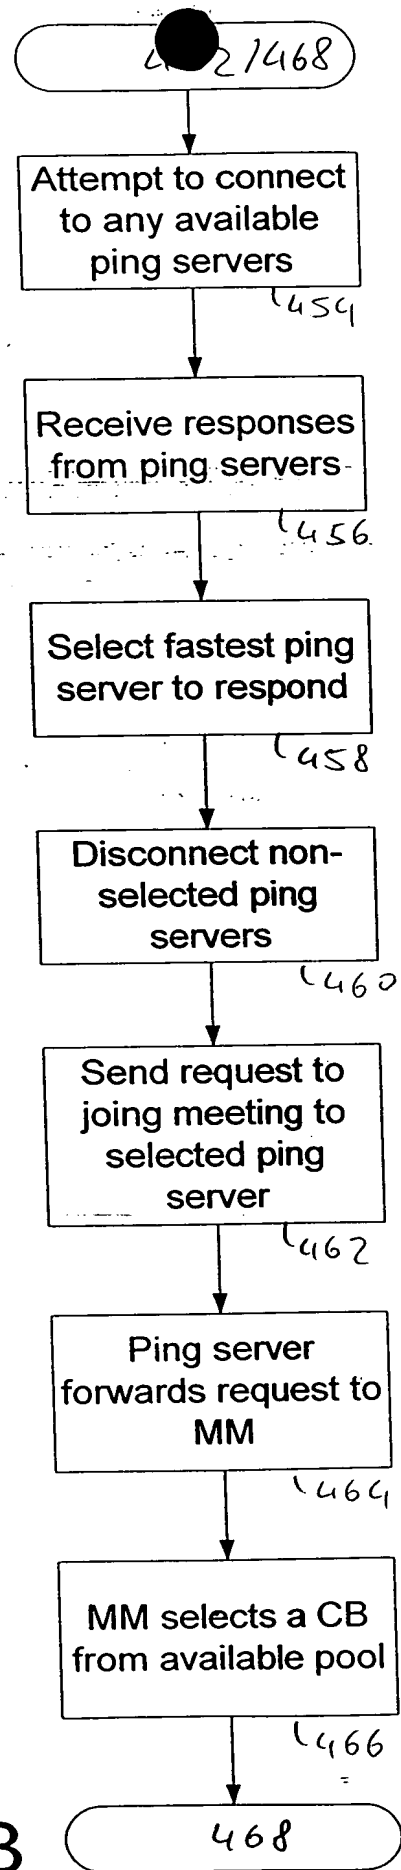 2/468
Attempt to connect
to any available
ping servers
454
Receive responses
from ping servers
456
Select fastest ping
server to respond
458
Disconnect non-
selected ping
servers
460
Send request to
joing meeting to
selected ping
server
462
Ping server
forwards request to
MM
464
MM selects a CB
from available pool
466
468